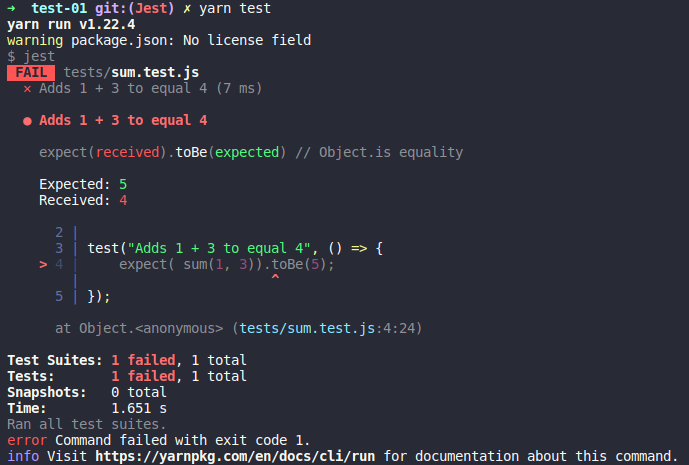 ➜ test-01 git:(Jest) ✗ yarn test
yarn run v1.22.4
warning package.json: No license field
$ jest
FAIL tests/sum.test.js
✕ Adds 1 + 3 to equal 4 (7 ms)
● Adds 1 + 3 to equal 4
expect(received).toBe(expected) // Object.is equality
Expected: 5
Received: 4
2 |
3 | test("Adds 1 + 3 to equal 4", () => {
> 4 |     expect( sum(1, 3)).toBe(5);
|                        ^
5 | });
at Object.<anonymous> (tests/sum.test.js:4:24)
Test Suites: 1 failed, 1 total
Tests:       1 failed, 1 total
Snapshots:   0 total
Time:        1.651 s
Ran all test suites.
error Command failed with exit code 1.
info Visit https://yarnpkg.com/en/docs/cli/run for documentation about this command.